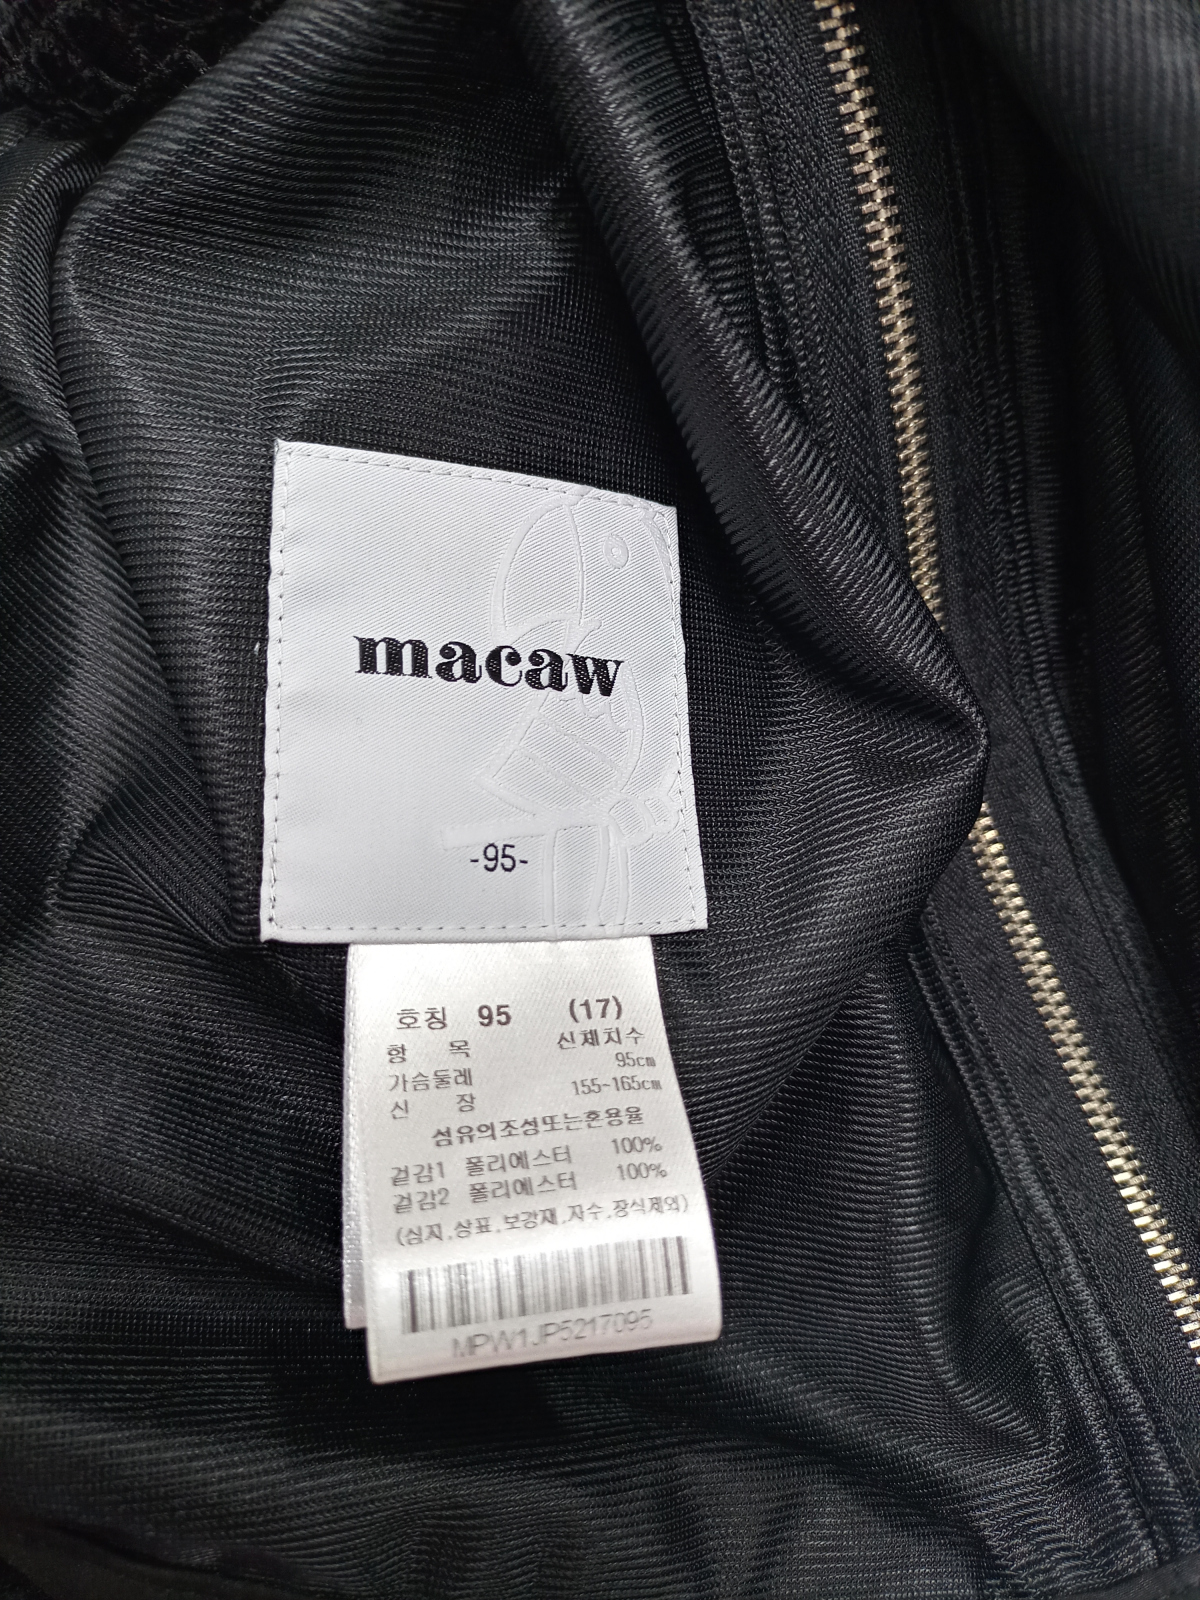 macaw
-95-
호칭 95 (17)
항 목 신체치수
가슴둘레 95cm
신 장 155~165cm
섬유의조성또는혼용율
겉감1 폴리에스터 100%
겉감2 폴리에스터 100%
(심지,상표,보강재,자수,장식제외)
MPW1JP5217095